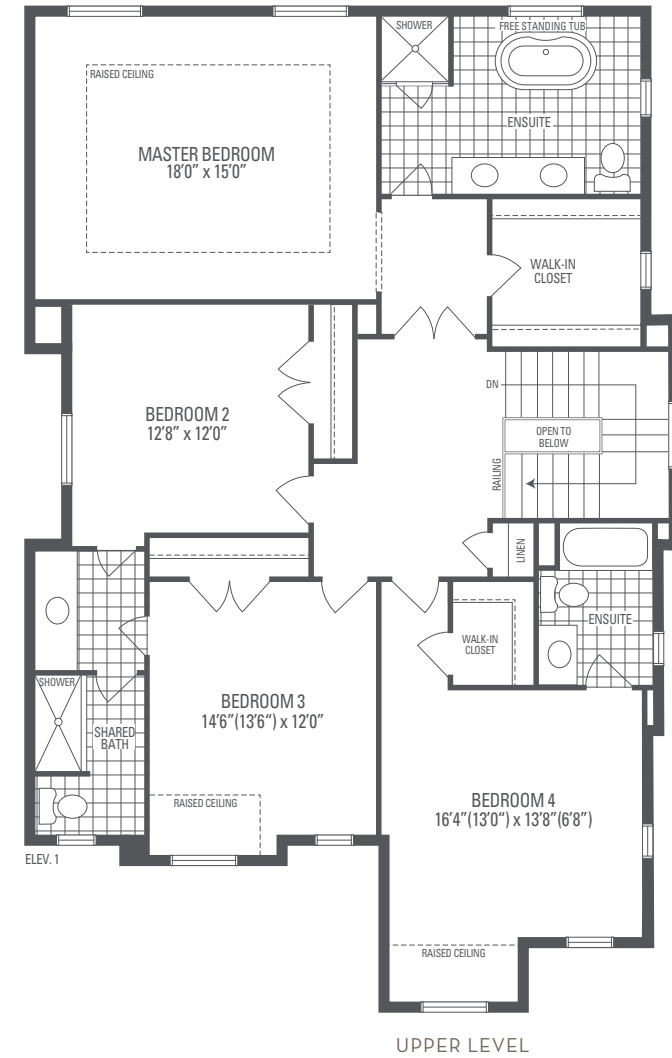 SHOWER
FREE STANDING TUB
RAISED CEILING
ENSUITE
MASTER BEDROOM
18'0" x 15'0"
WALK-IN
CLOSET
DN
BEDROOM 2
12'8" x 12'0"
OPEN TO
BELOW
RAILING
LINEN
ENSUITE
WALK-IN
CLOSET
SHOWER
BEDROOM 3
14'6"(13'6") x 12'0"
SHARED
BATH
RAISED CEILING
BEDROOM 4
16'4"(13'0") x 13'8"(6'8")
ELEV. 1
RAISED CEILING
UPPER LEVEL